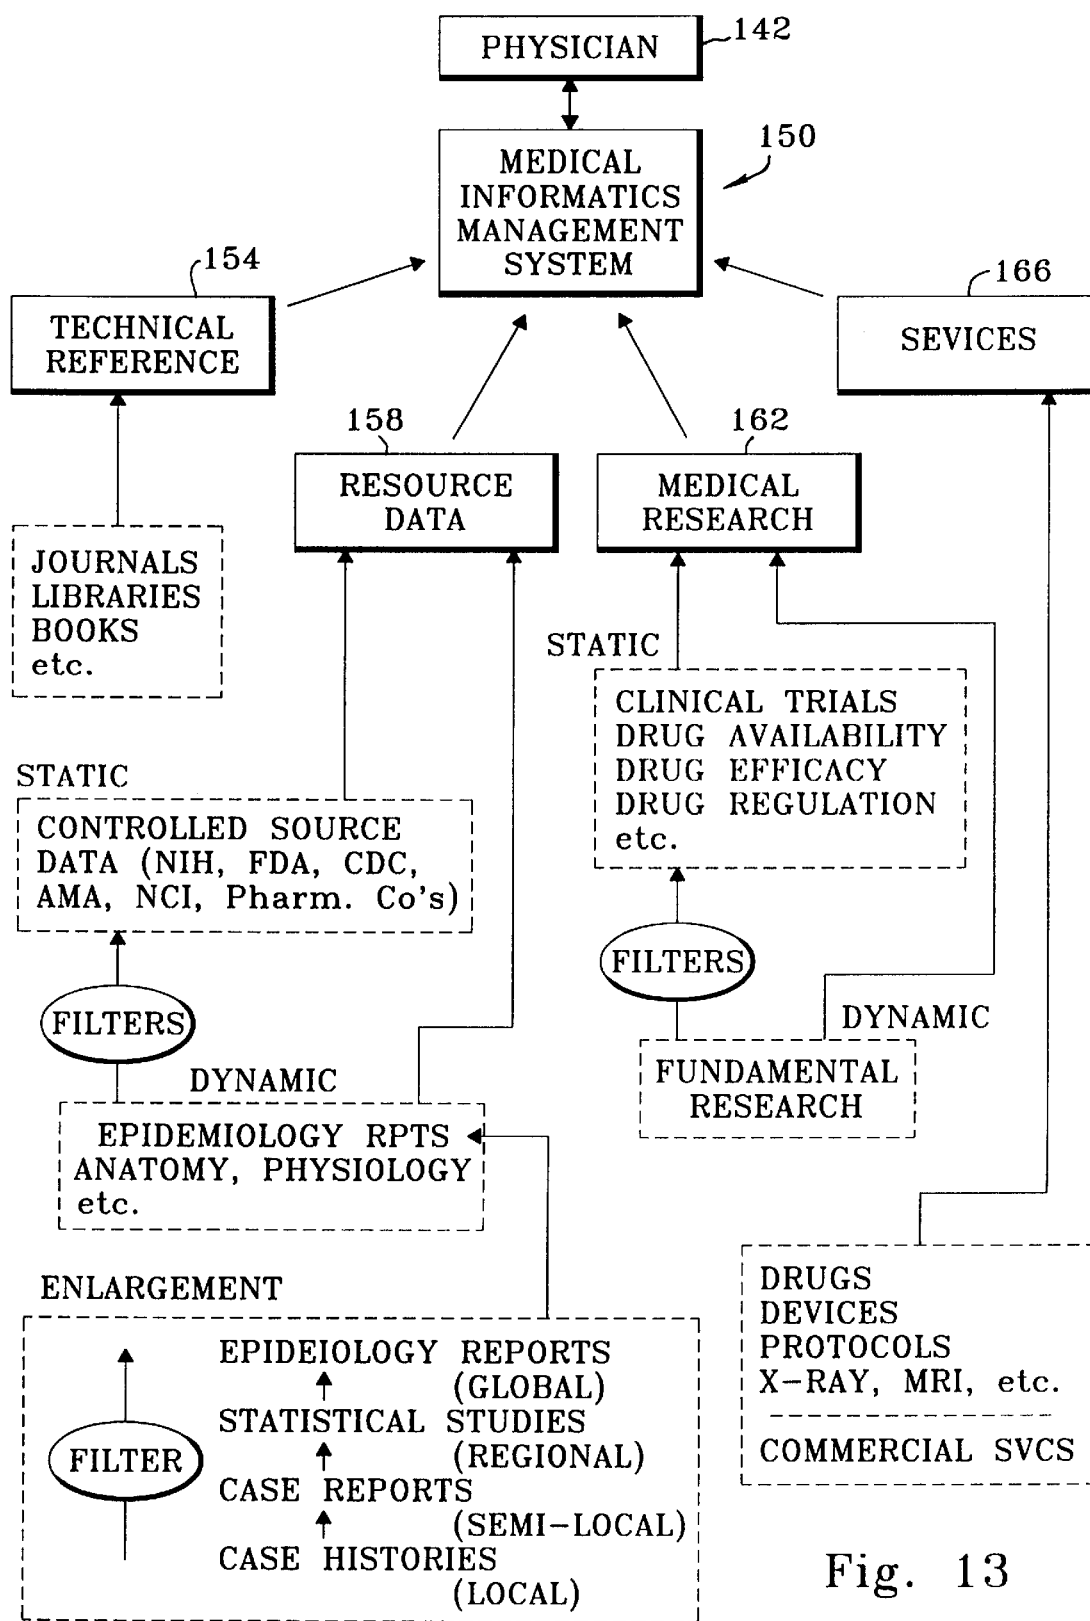 PHYSICIAN
142
MEDICAL
INFORMATICS
MANAGEMENT
SYSTEM
150
154
TECHNICAL
REFERENCE
166
SEVICES
158
RESOURCE
DATA
162
MEDICAL
RESEARCH
JOURNALS
LIBRARIES
BOOKS
etc.
STATIC
CLINICAL TRIALS
DRUG AVAILABILITY
DRUG EFFICACY
DRUG REGULATION
etc.
STATIC
CONTROLLED SOURCE
DATA (NIH, FDA, CDC,
AMA, NCI, Pharm. Co's)
FILTERS
FILTERS
DYNAMIC
FUNDAMENTAL
RESEARCH
DYNAMIC
EPIDEMIOLOGY RPTS
ANATOMY, PHYSIOLOGY
etc.
ENLARGEMENT
FILTER
EPIDEIOLOGY REPORTS
(GLOBAL)
STATISTICAL STUDIES
(REGIONAL)
CASE REPORTS
(SEMI-LOCAL)
CASE HISTORIES
(LOCAL)
DRUGS
DEVICES
PROTOCOLS
X-RAY, MRI, etc.
COMMERCIAL SVCS
Fig. 13